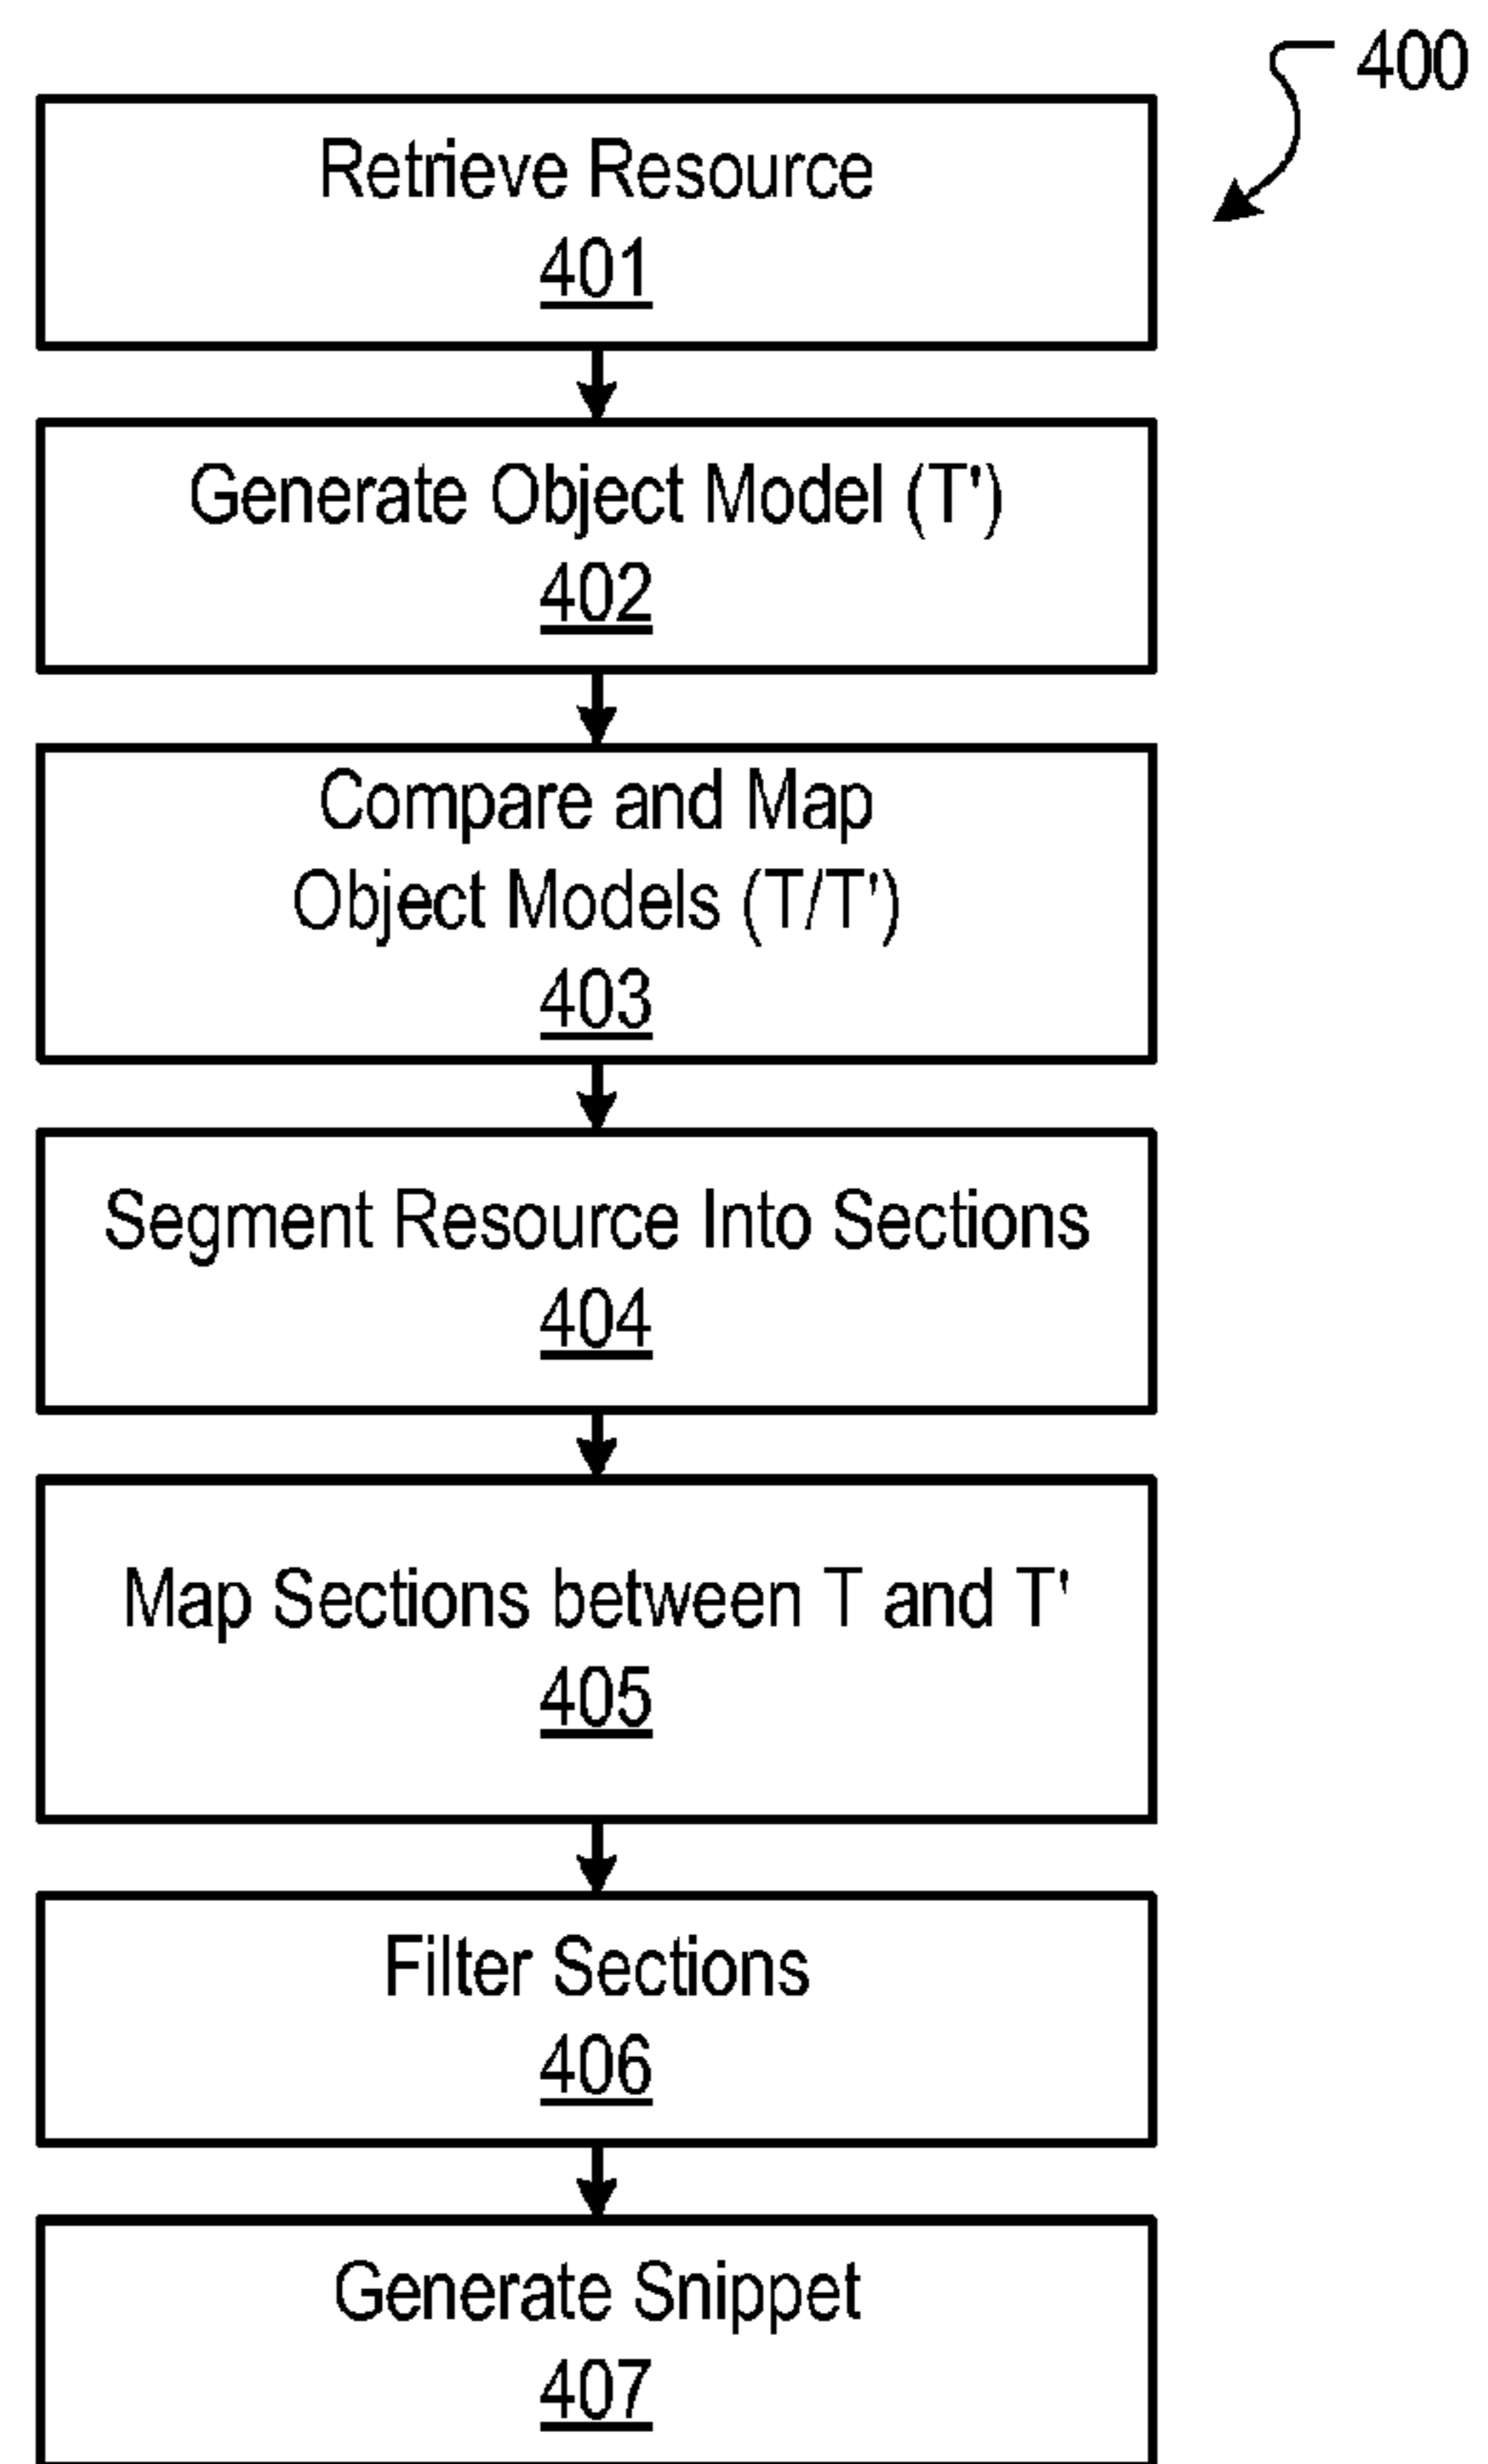 400
Retrieve Resource
401
Generate Object Model (T')
402
Compare and Map
Object Models (T/T')
403
Segment Resource Into Sections
404
Map Sections between T and T'
405
Filter Sections
406
Generate Snippet
407